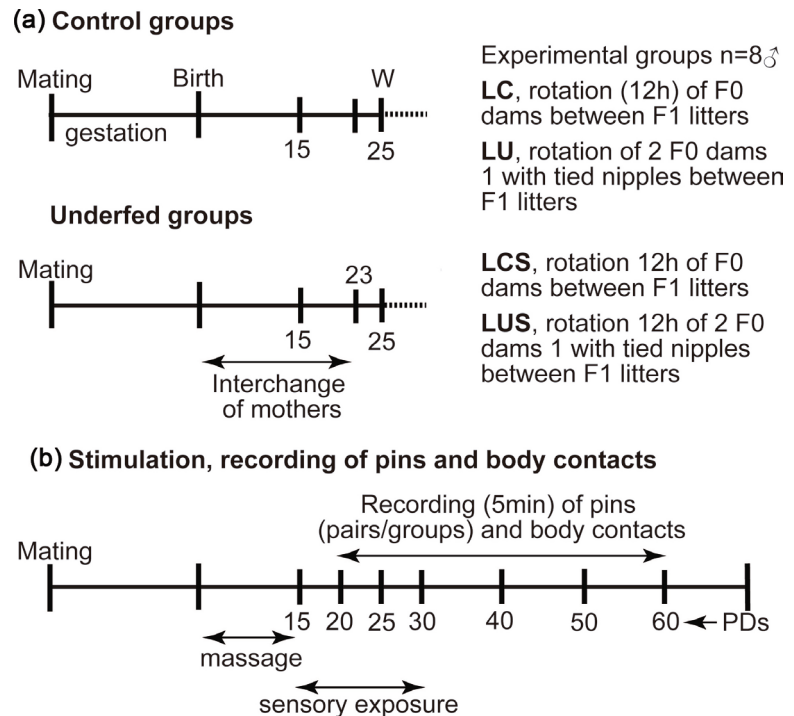 (a) Control groups
Mating
Birth
W
gestation
15
25
Experimental groups n=8♂
LC, rotation (12h) of F0
dams between F1 litters
LU, rotation of 2 F0 dams
1 with tied nipples between
F1 litters
Underfed groups
Mating
23
15
25
Interchange
of mothers
LCS, rotation 12h of F0
dams between F1 litters
LUS, rotation 12h of 2 F0
dams 1 with tied nipples
between F1 litters
(b) Stimulation, recording of pins and body contacts
Recording (5min) of pins
(pairs/groups) and body contacts
Mating
15 20 25 30 40 50 60 ← PDs
massage
sensory exposure